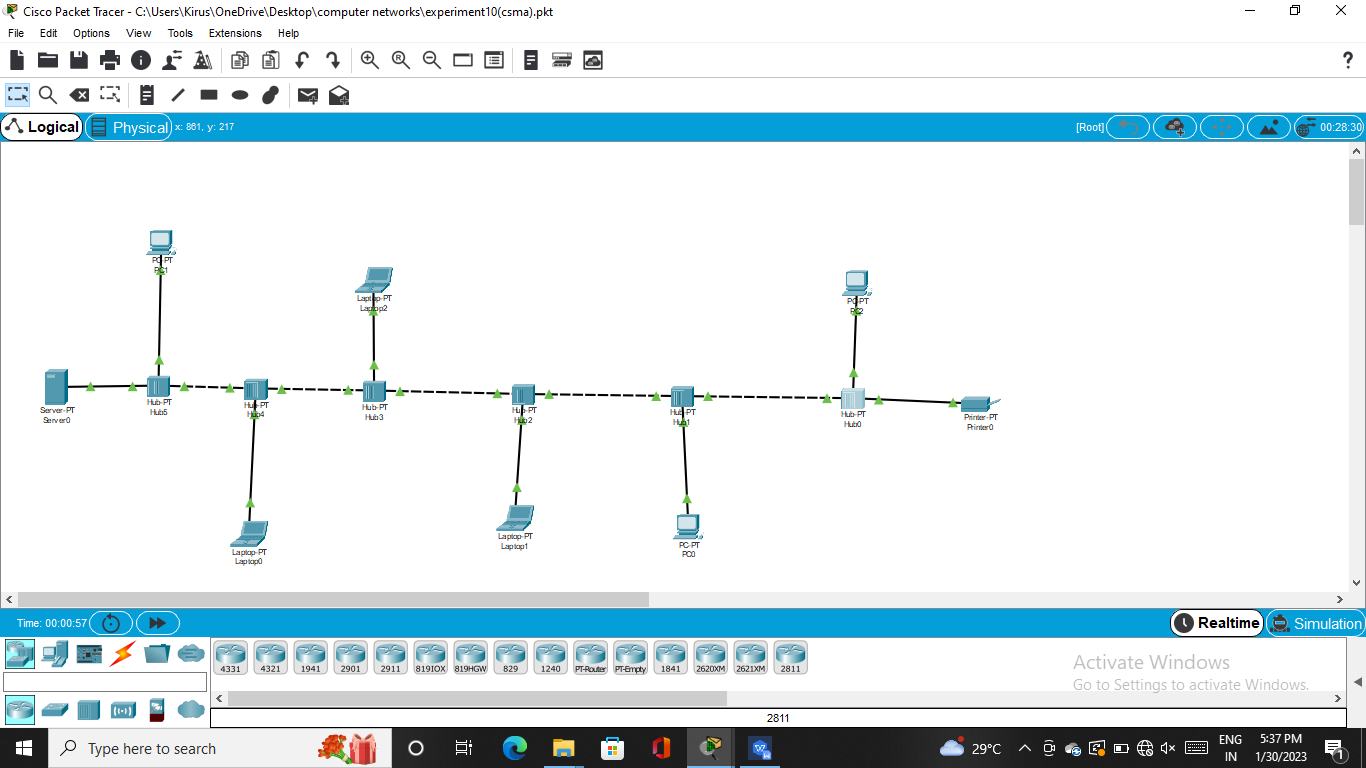 Cisco Packet Tracer - C:\Users\Kirus\OneDrive\Desktop\computer networks\experiment10(csma).pkt
File Edit Options View Tools Extensions Help
Logical Physical x: 861, y: 217 [Root] 00:28:30
PC-PT
PC1
Laptop-PT
Laptop2
PC-PT
PC2
Server-PT
Server0
Hub-PT
Hub5
Hub-PT
Hub4
Hub-PT
Hub3
Hub-PT
Hub2
Hub-PT
Hub1
Hub-PT
Hub0
Printer-PT
Printer0
Laptop-PT
Laptop0
Laptop-PT
Laptop1
PC-PT
PC0
Time: 00:00:57 Realtime Simulation
4331 4321 1941 2901 2911 819IOX 819HGW 829 1240 PT-Router PT-Empty 1841 2620XM 2621XM 2811
Activate Windows
Go to Settings to activate Windows.
2811
Type here to search
29°C
ENG
IN
5:37 PM
1/30/2023
1